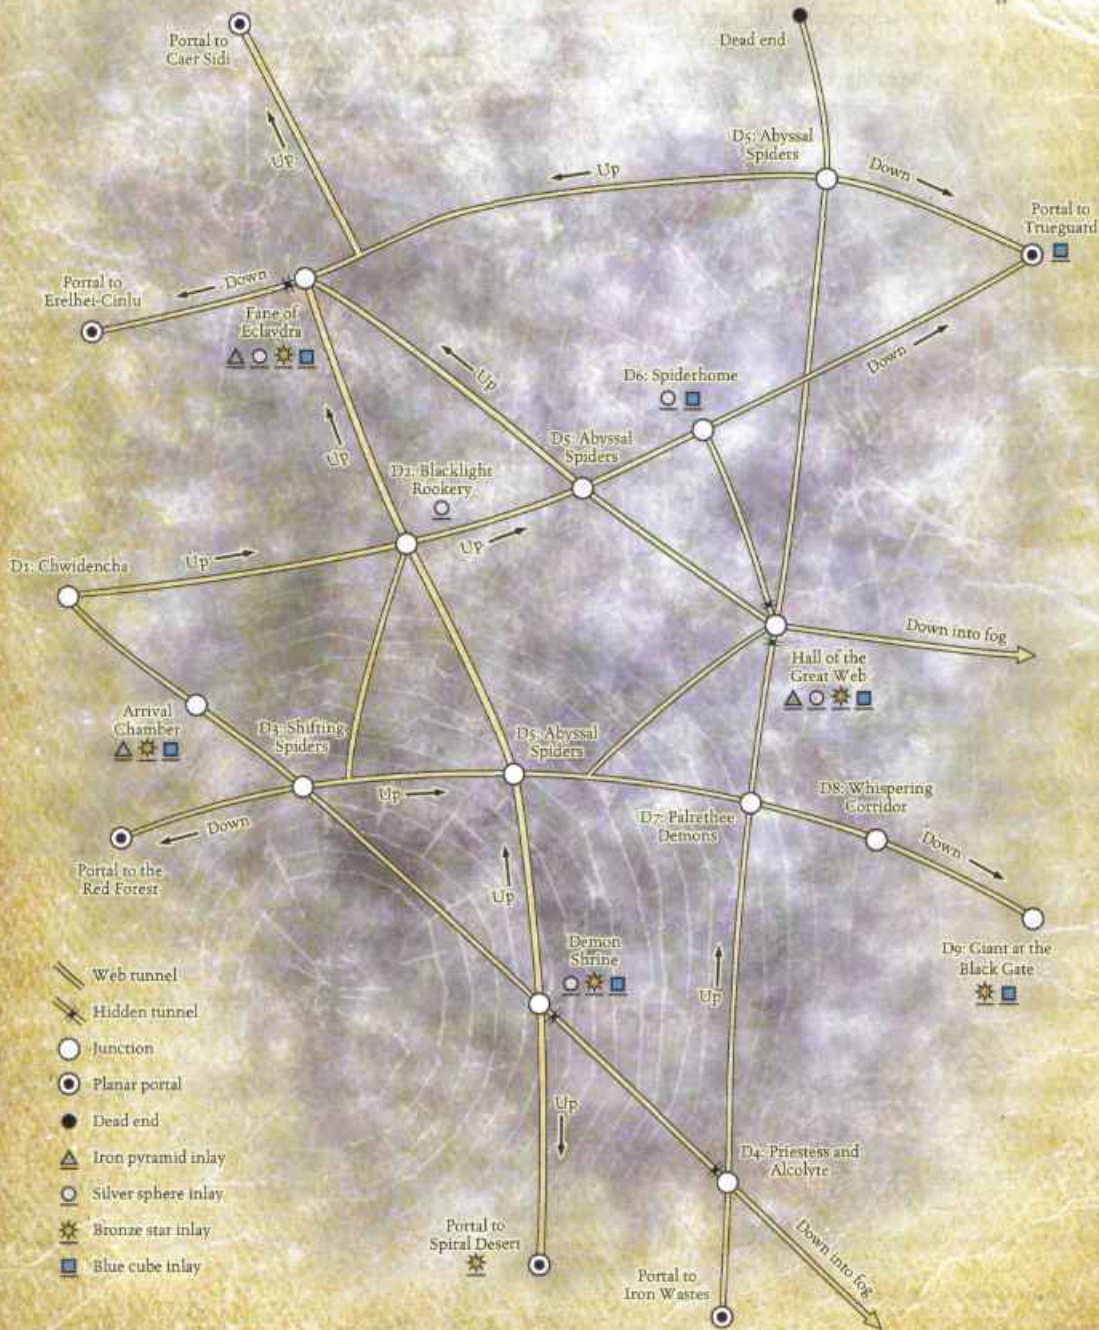 Portal to
Caer Sidi
Dead end
D5: Abyssal
Spiders
Up
Up
Down
Portal to
Trueguard
Portal to
Erelhei-Cinlu
Down
Fane of
Eclavdra
Up
Down
D6: Spiderhome
Up
D5: Abyssal
Spiders
D2: Blacklight
Rookery
Up
Up
D1: Chwidencha
Down into fog
Hall of the
Great Web
Arrival
Chamber
D3: Shifting
Spiders
D5: Abyssal
Spiders
Up
D8: Whispering
Corridor
D7: Palrethee
Demons
Down
Down
Portal to the
Red Forest
Up
Demon
Shrine
D9: Giant at the
Black Gate
Up
Web tunnel
Hidden tunnel
Junction
Planar portal
Dead end
Iron pyramid inlay
Silver sphere inlay
Bronze star inlay
Blue cube inlay
Up
D4: Priestess and
Alcolyte
Portal to
Spiral Desert
Down into fog
Portal to
Iron Wastes